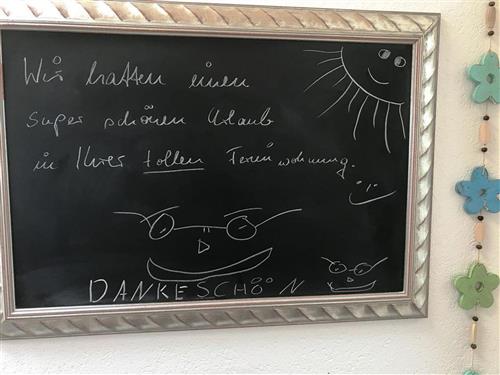 Wir hatten einen
super schönen Urlaub
in Ihrer tollen Ferienwohnung.
DANKESCHÖN